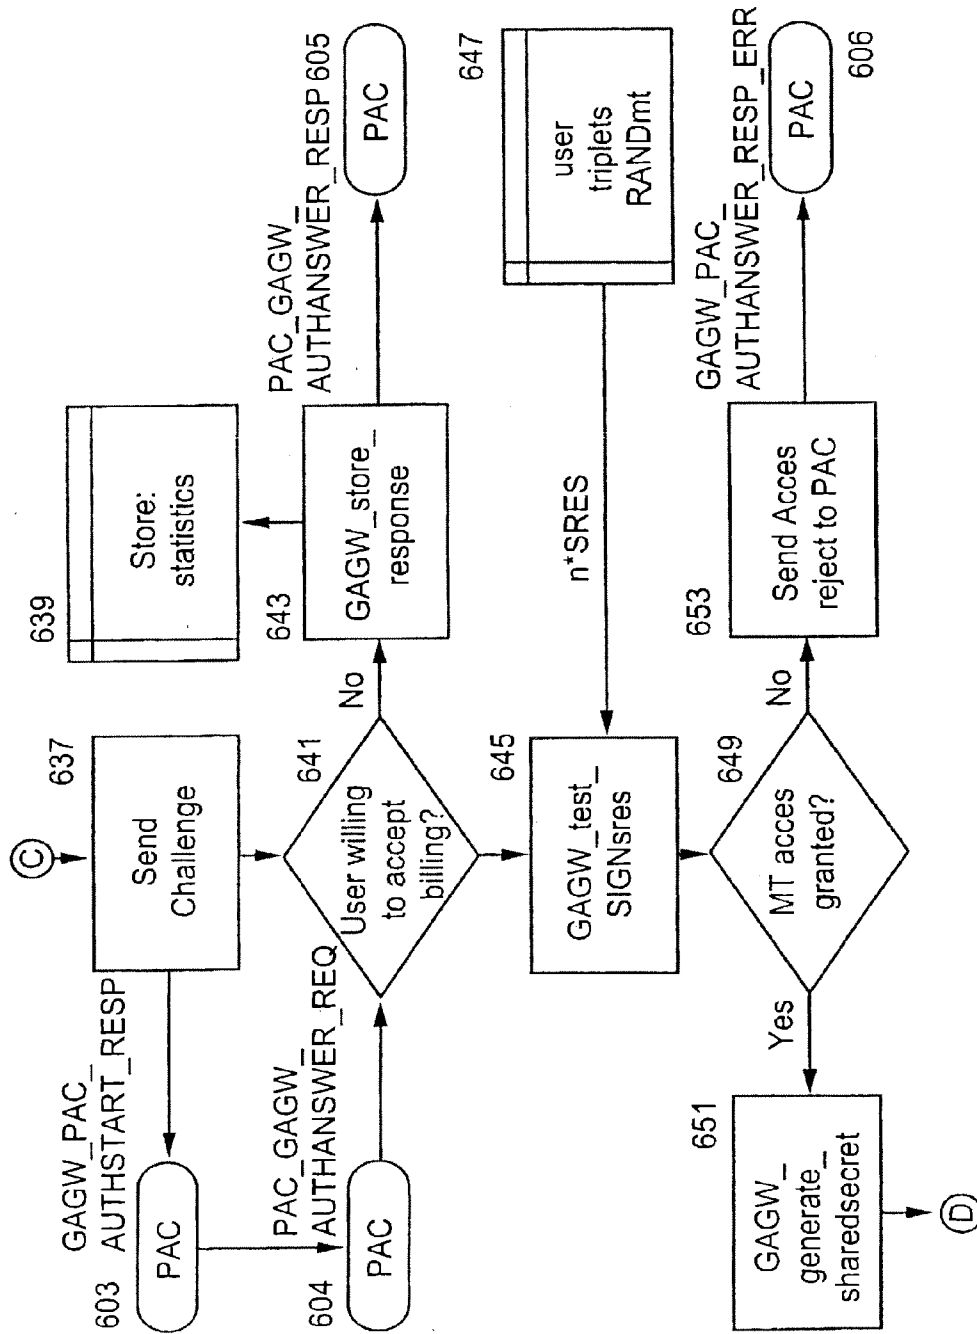 C
637
Send
Challenge
GAGW_PAC_
AUTHSTART_RESP
603
PAC
604
PAC
PAC_GAGW_
AUTHANSWER_REQ
641
User willing
to accept
billing?
No
643
GAGW_store_
response
639
Store:
statistics
PAC_GAGW_
AUTHANSWER_RESP 605
PAC
645
GAGW_test_
SIGNsres
n*SRES
647
user
triplets
RANDmt
649
MT acces
granted?
No
653
Send Acces
reject to PAC
GAGW_PAC_
AUTHANSWER_RESP_ERR
PAC
606
Yes
651
GAGW_
generate_
sharedsecret
D